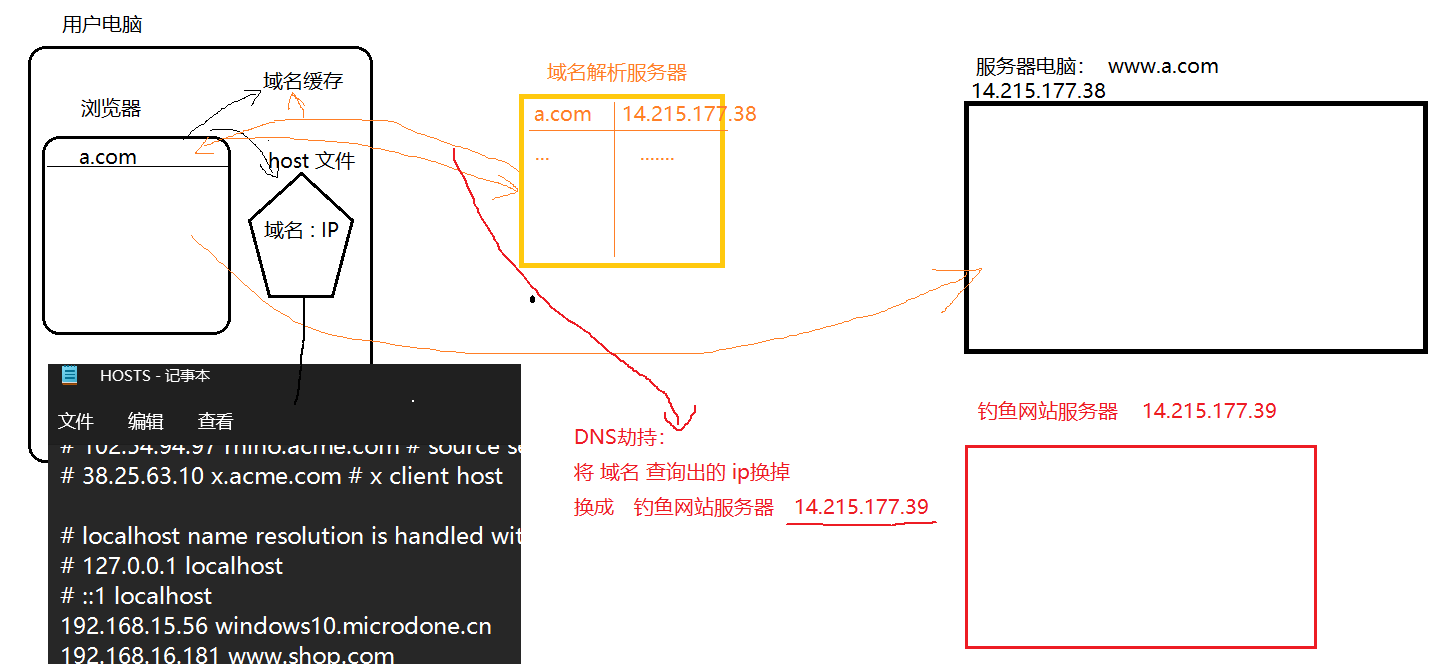 用户电脑
域名缓存
浏览器
a.com
host 文件
域名 : IP
域名解析服务器
a.com 14.215.177.38
... .......
服务器电脑： www.a.com
14.215.177.38
HOSTS - 记事本
文件 编辑 查看
# 102.54.94.97 rhino.acme.com # source se
# 38.25.63.10 x.acme.com # x client host
# localhost name resolution is handled wit
# 127.0.0.1 localhost
# ::1 localhost
192.168.15.56 windows10.microdone.cn
192.168.16.181 www.shop.com
DNS劫持：
将 域名 查询出的 ip换掉
换成 钓鱼网站服务器 14.215.177.39
钓鱼网站服务器 14.215.177.39